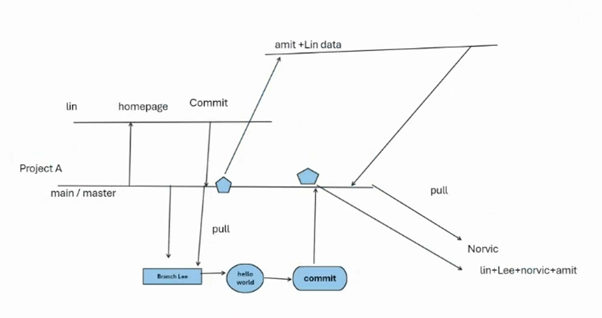 amit +Lin data
lin
homepage
Commit
Project A
main / master
pull
pull
Norvic
lin+Lee+norvic+amit
Branch Lee
hello
world
commit